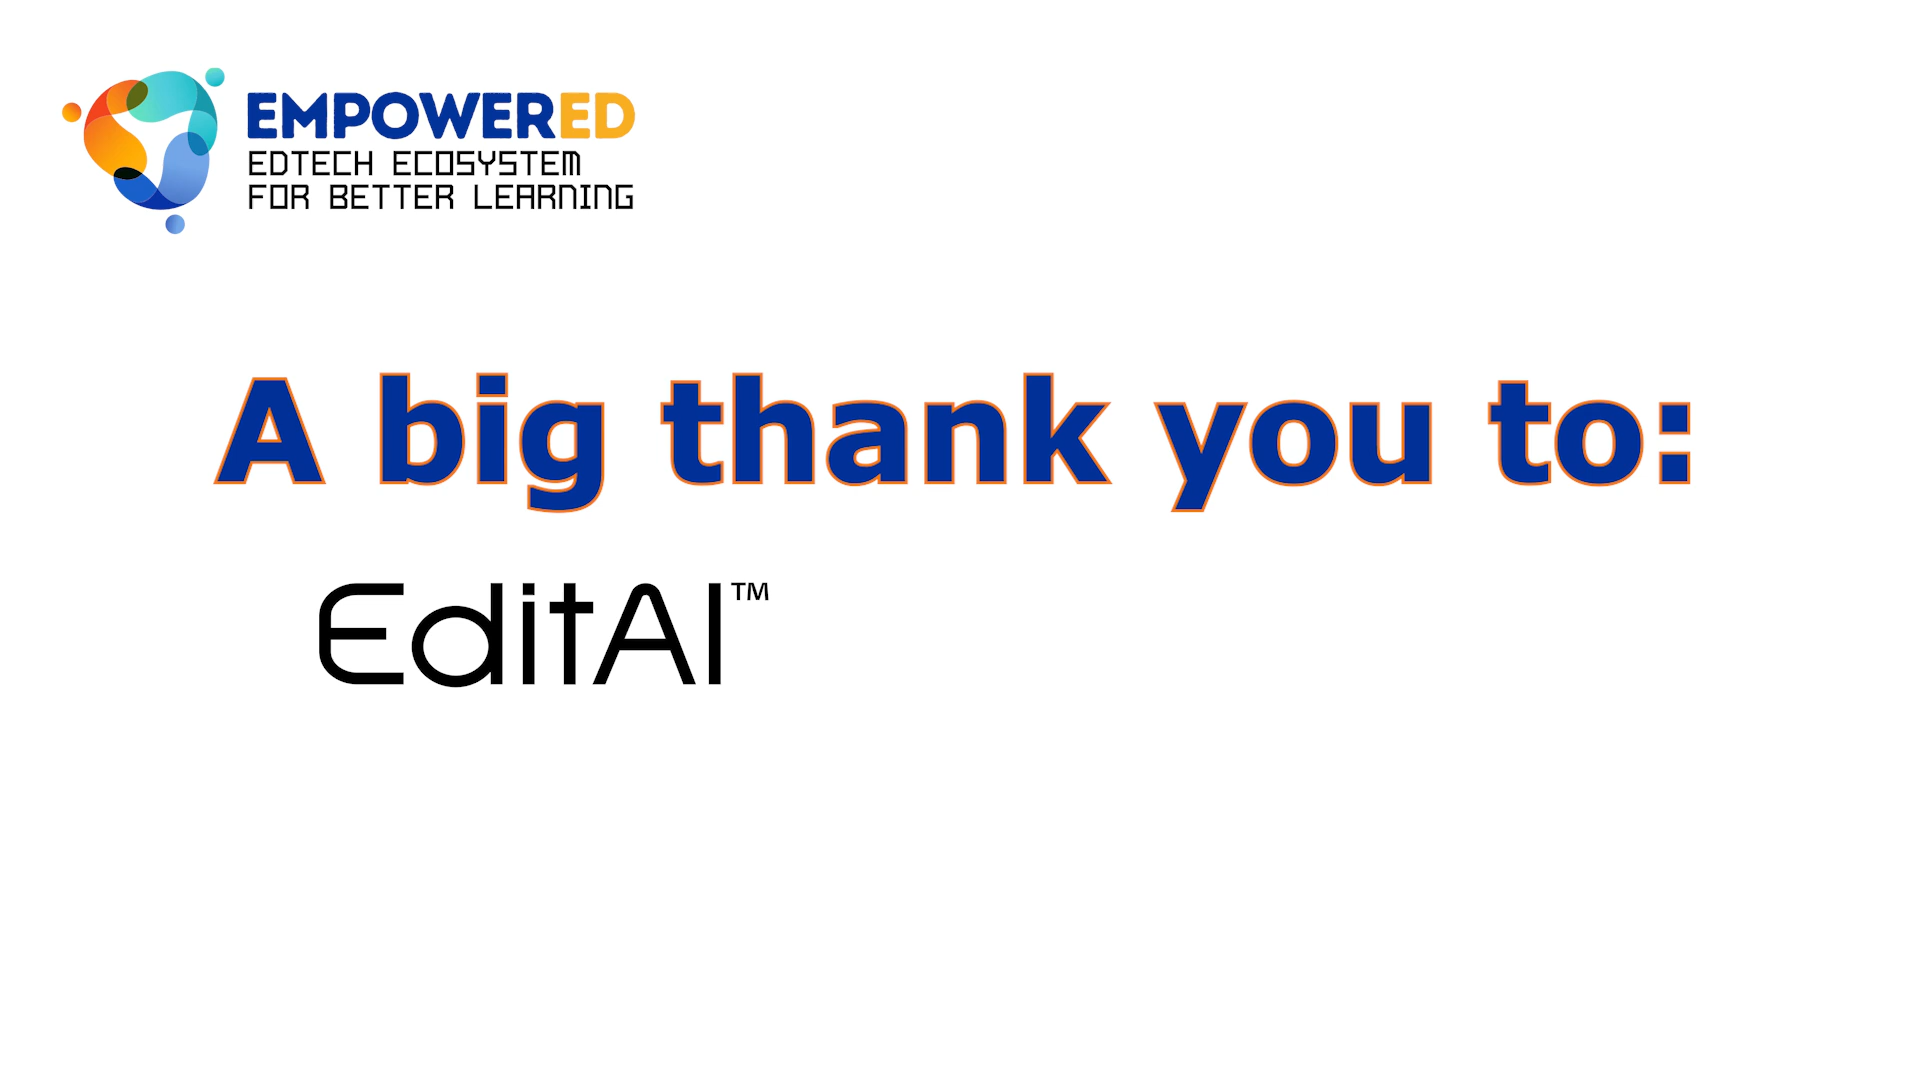 EMPOWERED
EDTECH ECOSYSTEM
FOR BETTER LEARNING
A big thank you to:
EditAI™